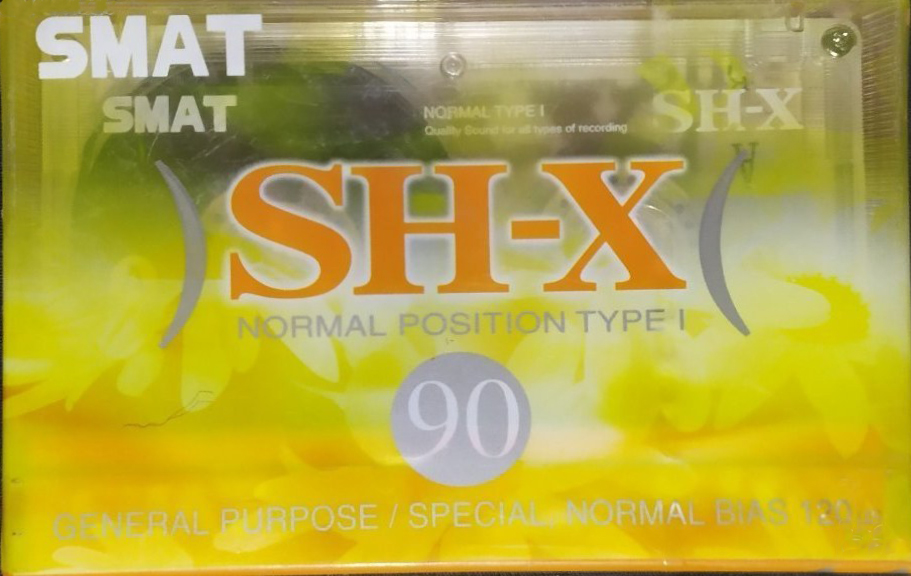 SMAT
SMAT
NORMAL TYPE I
Quality Sound for all types of recording
SH-X
SH-X
NORMAL POSITION TYPE I
90
GENERAL PURPOSE / SPECIAL, NORMAL BIAS 120